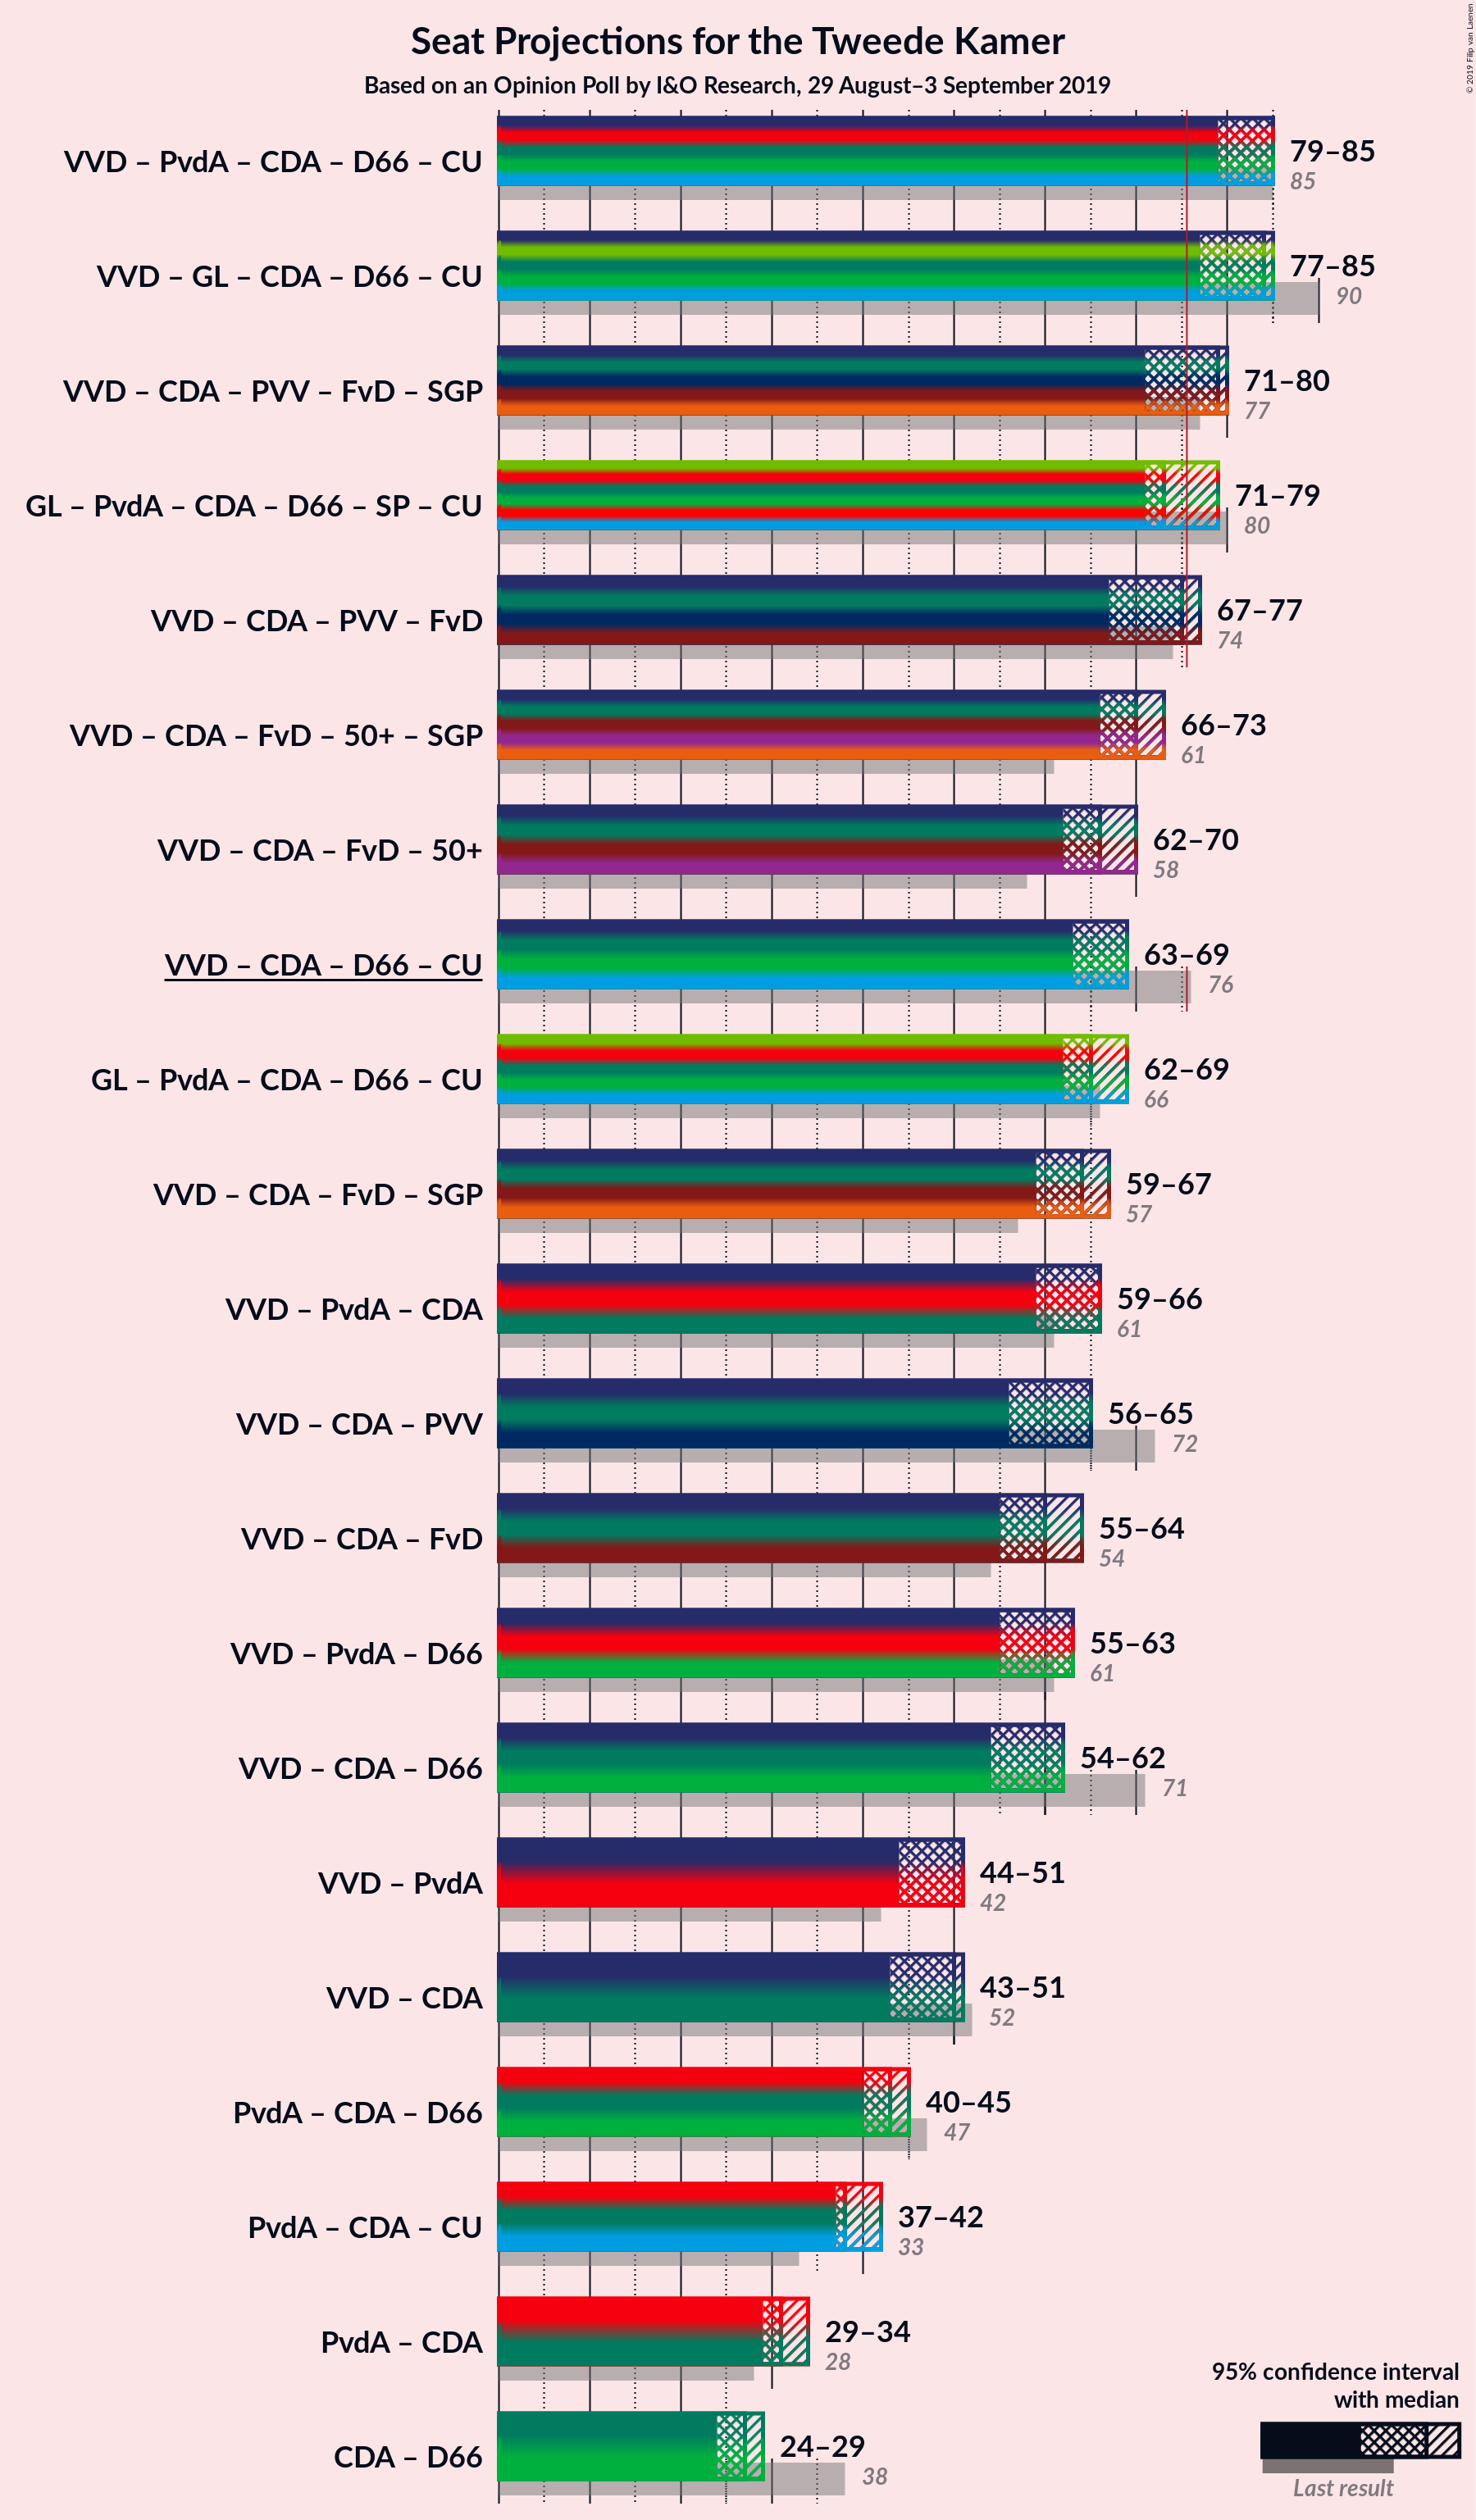 © 2019 Filip van Laenen
Seat Projections for the Tweede Kamer
Based on an Opinion Poll by I&O Research, 29 August–3 September 2019
VVD – PvdA – CDA – D66 – CU
79–85
85
VVD – GL – CDA – D66 – CU
77–85
90
VVD – CDA – PVV – FvD – SGP
71–80
77
GL – PvdA – CDA – D66 – SP – CU
71–79
80
VVD – CDA – PVV – FvD
67–77
74
VVD – CDA – FvD – 50+ – SGP
66–73
61
VVD – CDA – FvD – 50+
62–70
58
VVD – CDA – D66 – CU
63–69
76
GL – PvdA – CDA – D66 – CU
62–69
66
VVD – CDA – FvD – SGP
59–67
57
VVD – PvdA – CDA
59–66
61
VVD – CDA – PVV
56–65
72
VVD – CDA – FvD
55–64
54
VVD – PvdA – D66
55–63
61
VVD – CDA – D66
54–62
71
VVD – PvdA
44–51
42
VVD – CDA
43–51
52
PvdA – CDA – D66
40–45
47
PvdA – CDA – CU
37–42
33
PvdA – CDA
29–34
28
CDA – D66
24–29
38
95% confidence interval
with median
Last result